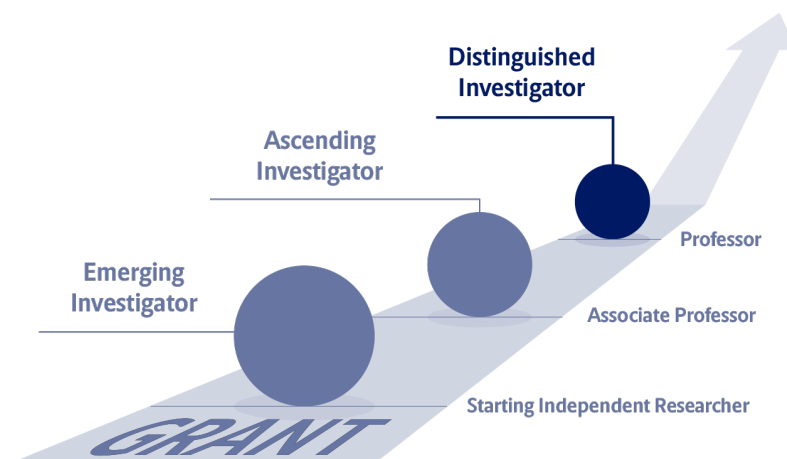 Distinguished
Investigator
Ascending
Investigator
Professor
Emerging
Investigator
Associate Professor
Starting Independent Researcher
GRANT